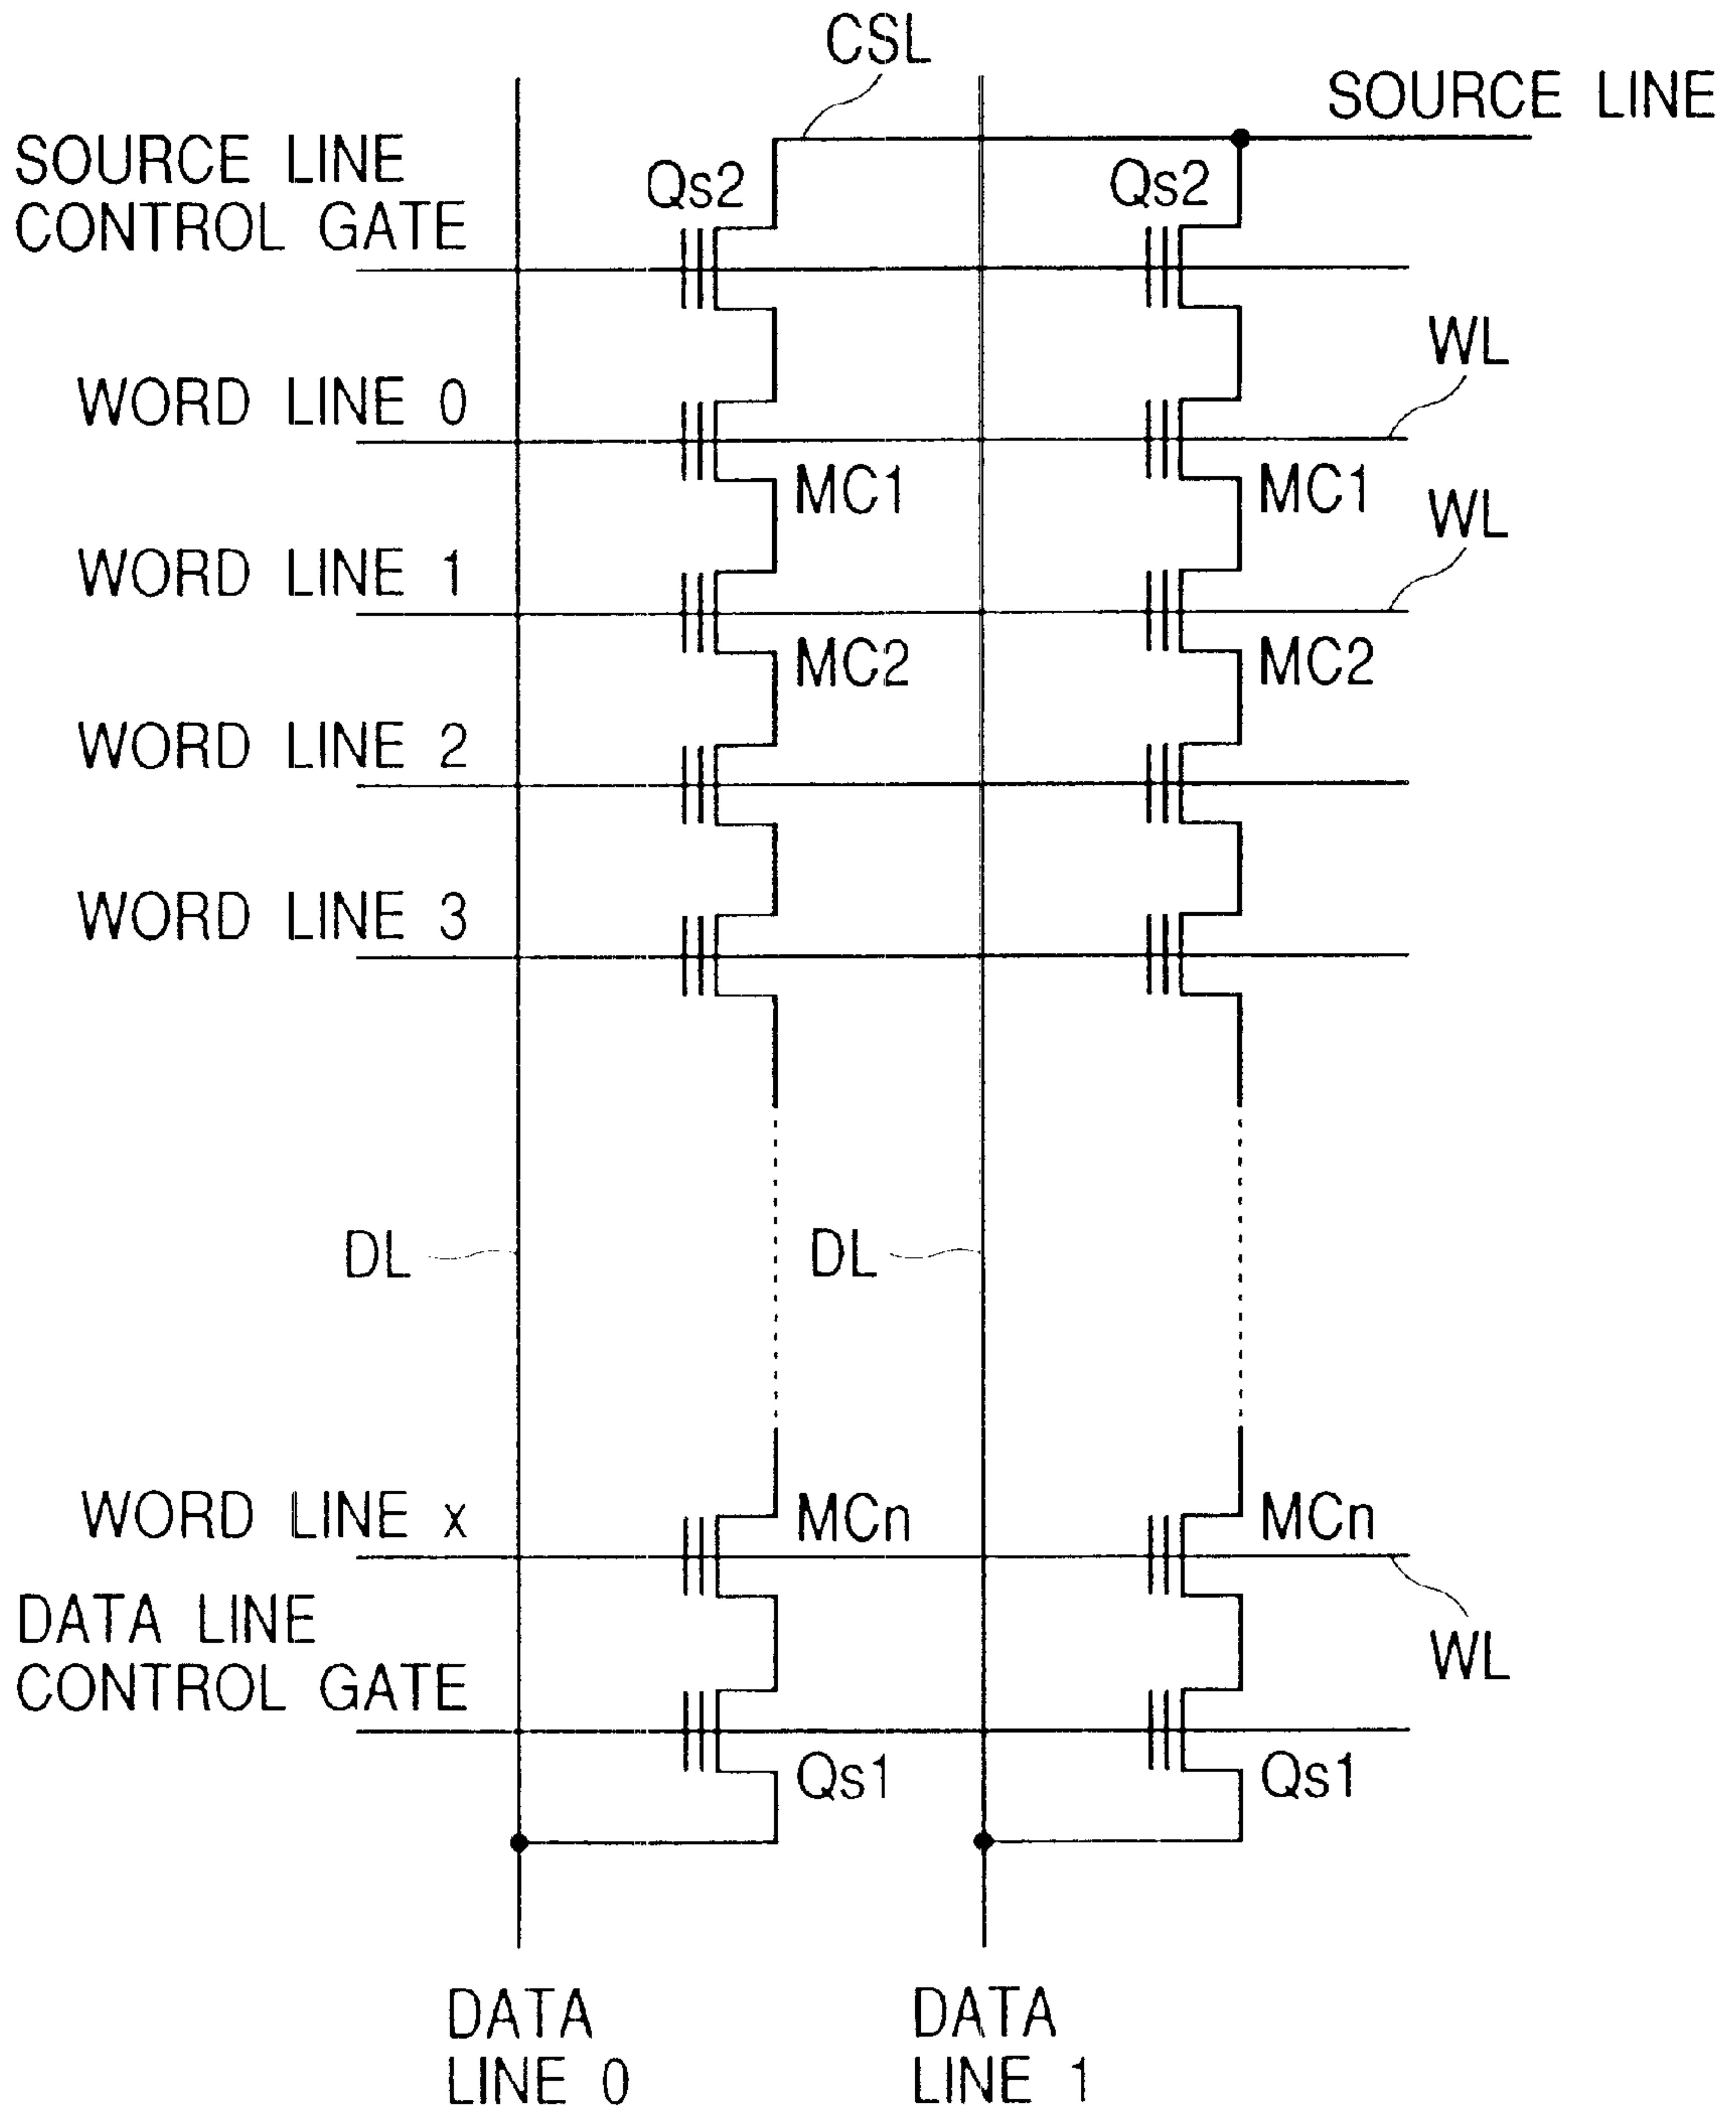 CSL
SOURCE LINE
SOURCE LINE
CONTROL GATE
Qs2
Qs2
WL
WORD LINE 0
MC1
MC1
WL
WORD LINE 1
MC2
MC2
WORD LINE 2
WORD LINE 3
DL
DL
WORD LINE x
MCn
MCn
DATA LINE
CONTROL GATE
WL
Qs1
Qs1
DATA
LINE 0
DATA
LINE 1